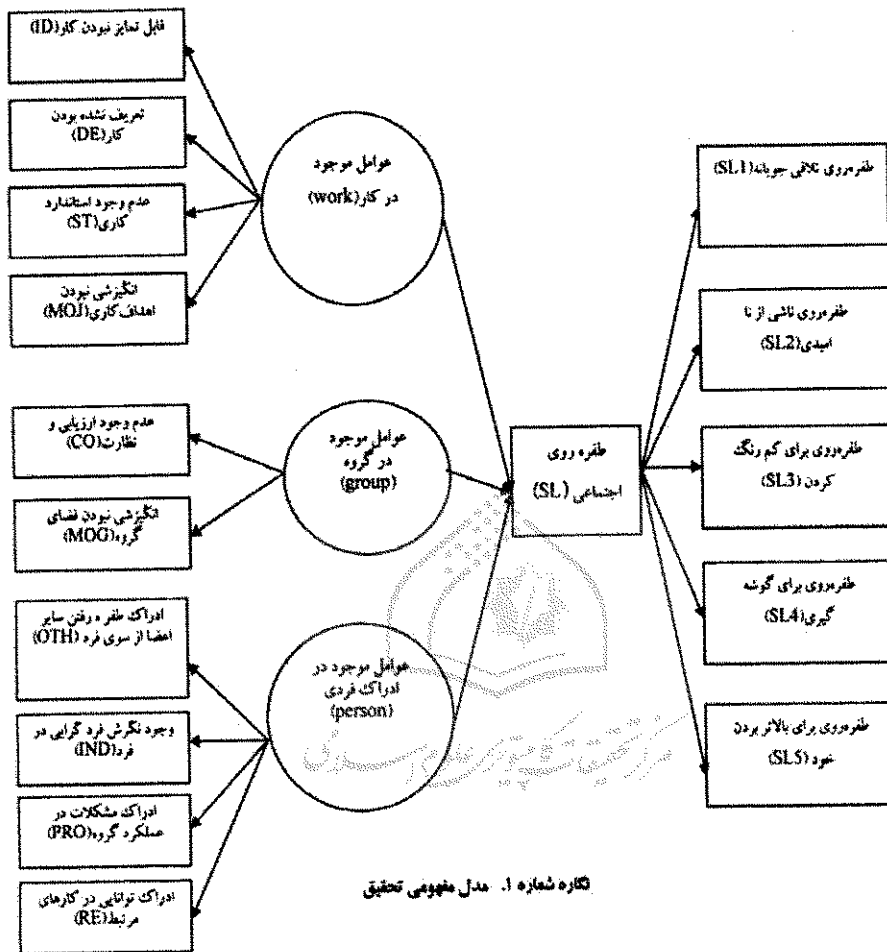 قابل تمایز نبودن کار(ID)
تعریف نشده بودن
کار(DE)
عدم وجود استاندارد
کاری(ST)
انگیزشی نبودن
اهداف کاری(MOJ)
عدم وجود ارزیابی و
نظارت(CO)
انگیزشی نبودن فضای
گروه(MOG)
ادراک طفره رفتن سایر
اعضا از سوی فرد (OTH)
وجود نگرش فرد گرایی در
فرد(IND)
ادراک مشکلات در
عملکرد گروه(PRO)
ادراک توانایی در کارهای
مرتبط(RE)
عوامل موجود
در کار(work)
عوامل موجود
در گروه
(group)
عوامل موجود در
ادراک فردی
(person)
طفره روی
اجتماعی (SL)
طفره‌روی تلافی جویانه(SL1)
طفره‌روی ناشی از نا
امیدی(SL2)
طفره‌روی برای کم رنگ
کردن (SL3)
طفره‌روی برای گوشه
گیری(SL4)
طفره‌روی برای بالاتر بردن
خود (SL5)
مرکز تحقیقات کامپیوتری علوم اسلامی
نگاره شماره ۱. مدل مفهومی تحقیق